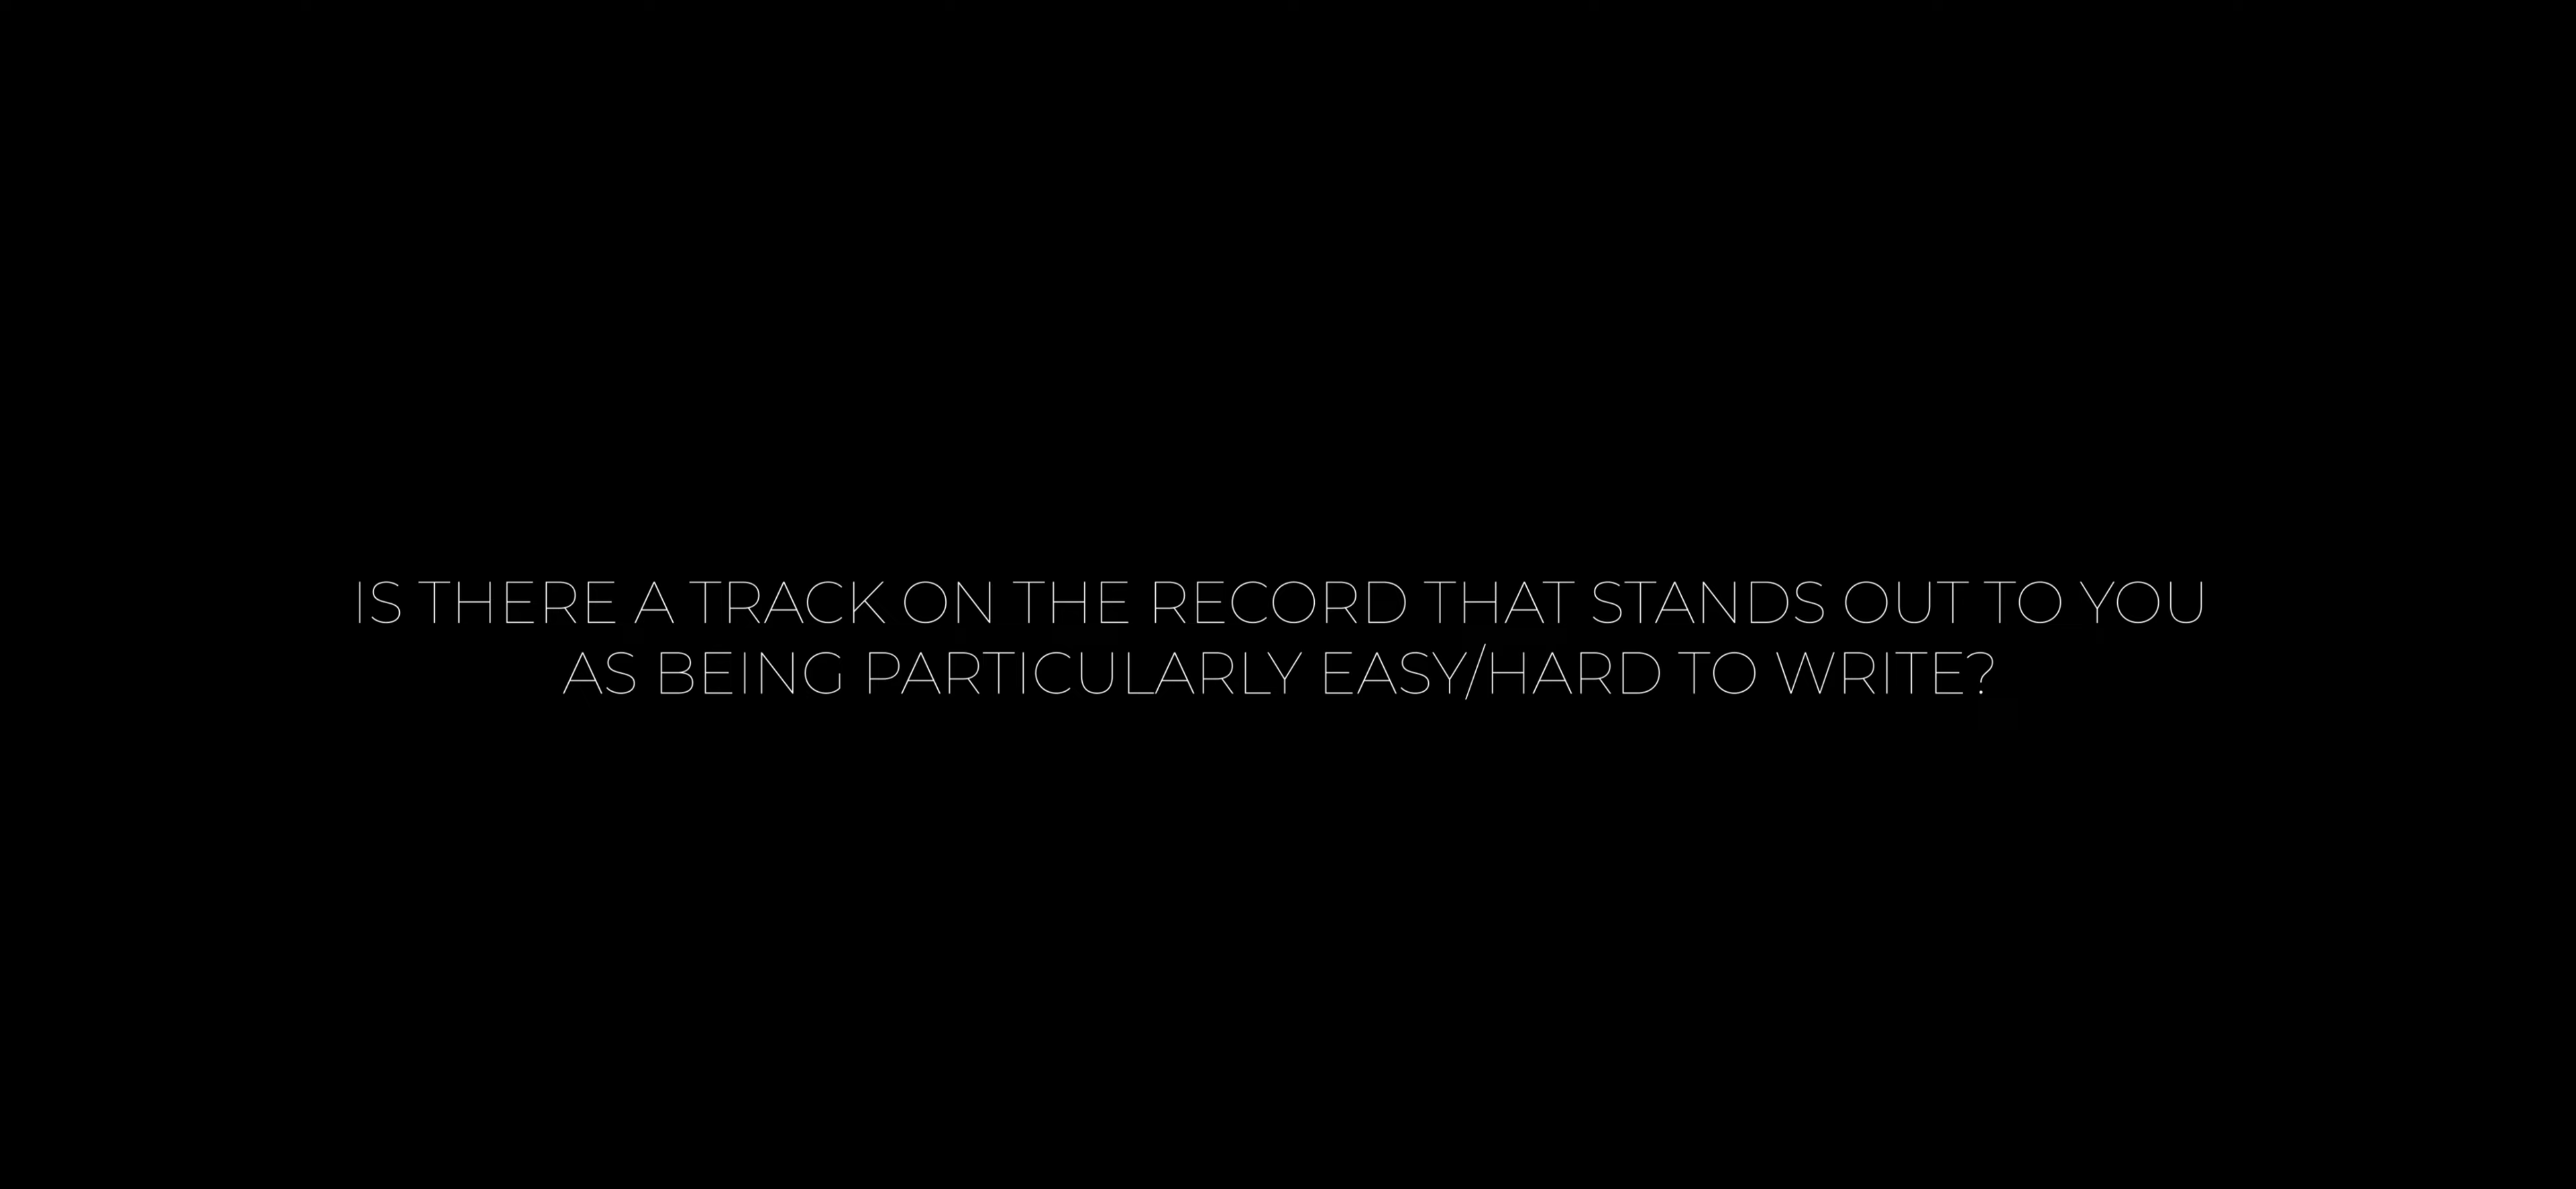 IS THERE A TRACK ON THE RECORD THAT STANDS OUT TO YOU
AS BEING PARTICULARLY EASY/HARD TO WRITE?